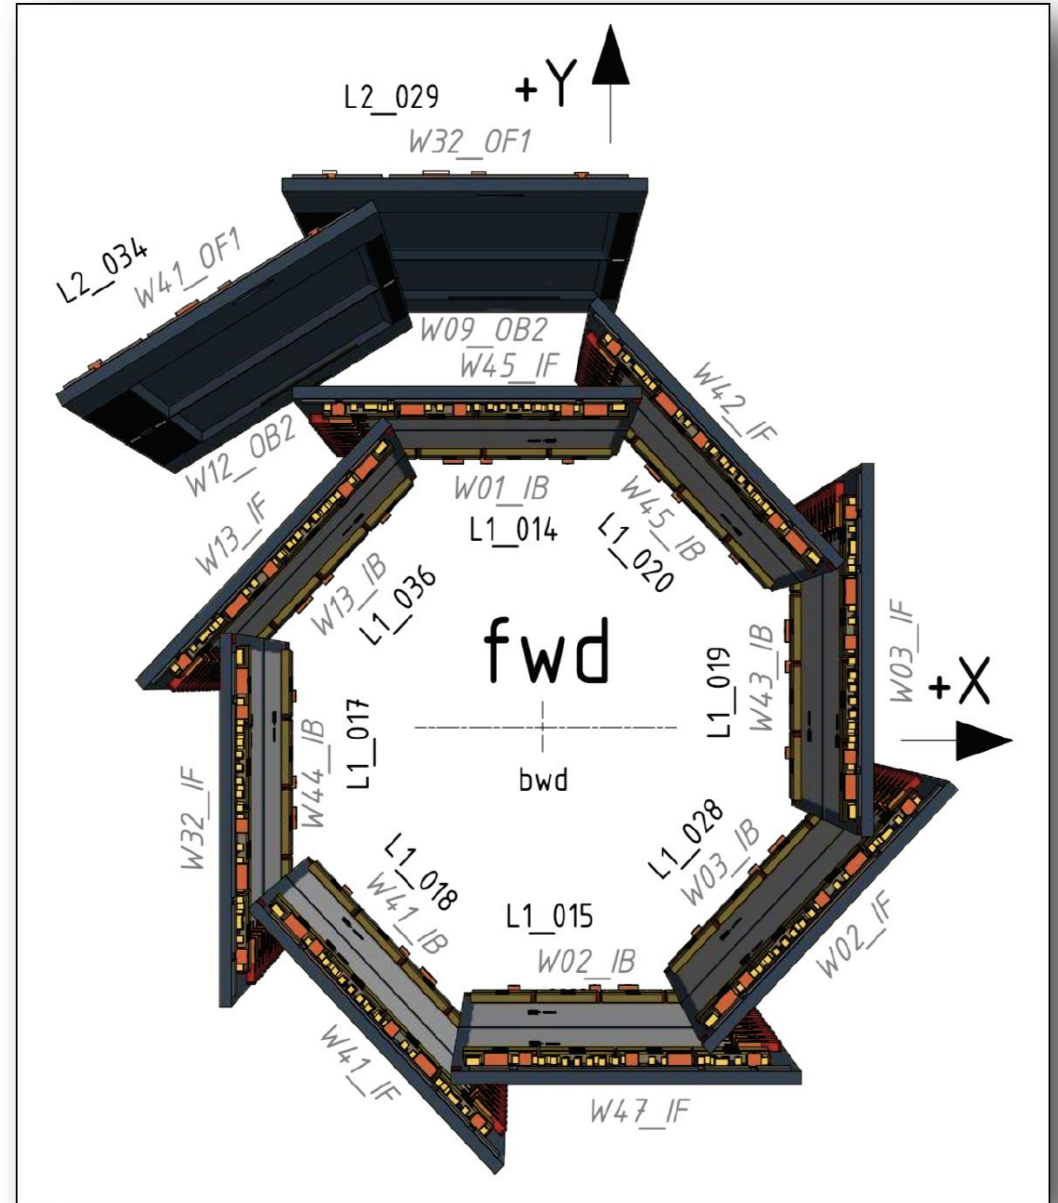 L2_029
+Y
W32_OF1
L2_034
W41_OF1
W09_OB2
W45_IF
W42_IF
W12_OB2
W01_IB
L1_014
W45_IB
L1_020
W13_IF
W13_IB
L1_036
fwd
bwd
L1_019
W43_IB
W03_IF
+X
L1_017
W44_IB
W32_IF
L1_018
W41_IB
W41_IF
L1_015
W02_IB
W47_IF
L1_028
W03_IB
W02_IF